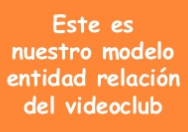 Este es
nuestro modelo
entidad relación
del videoclub